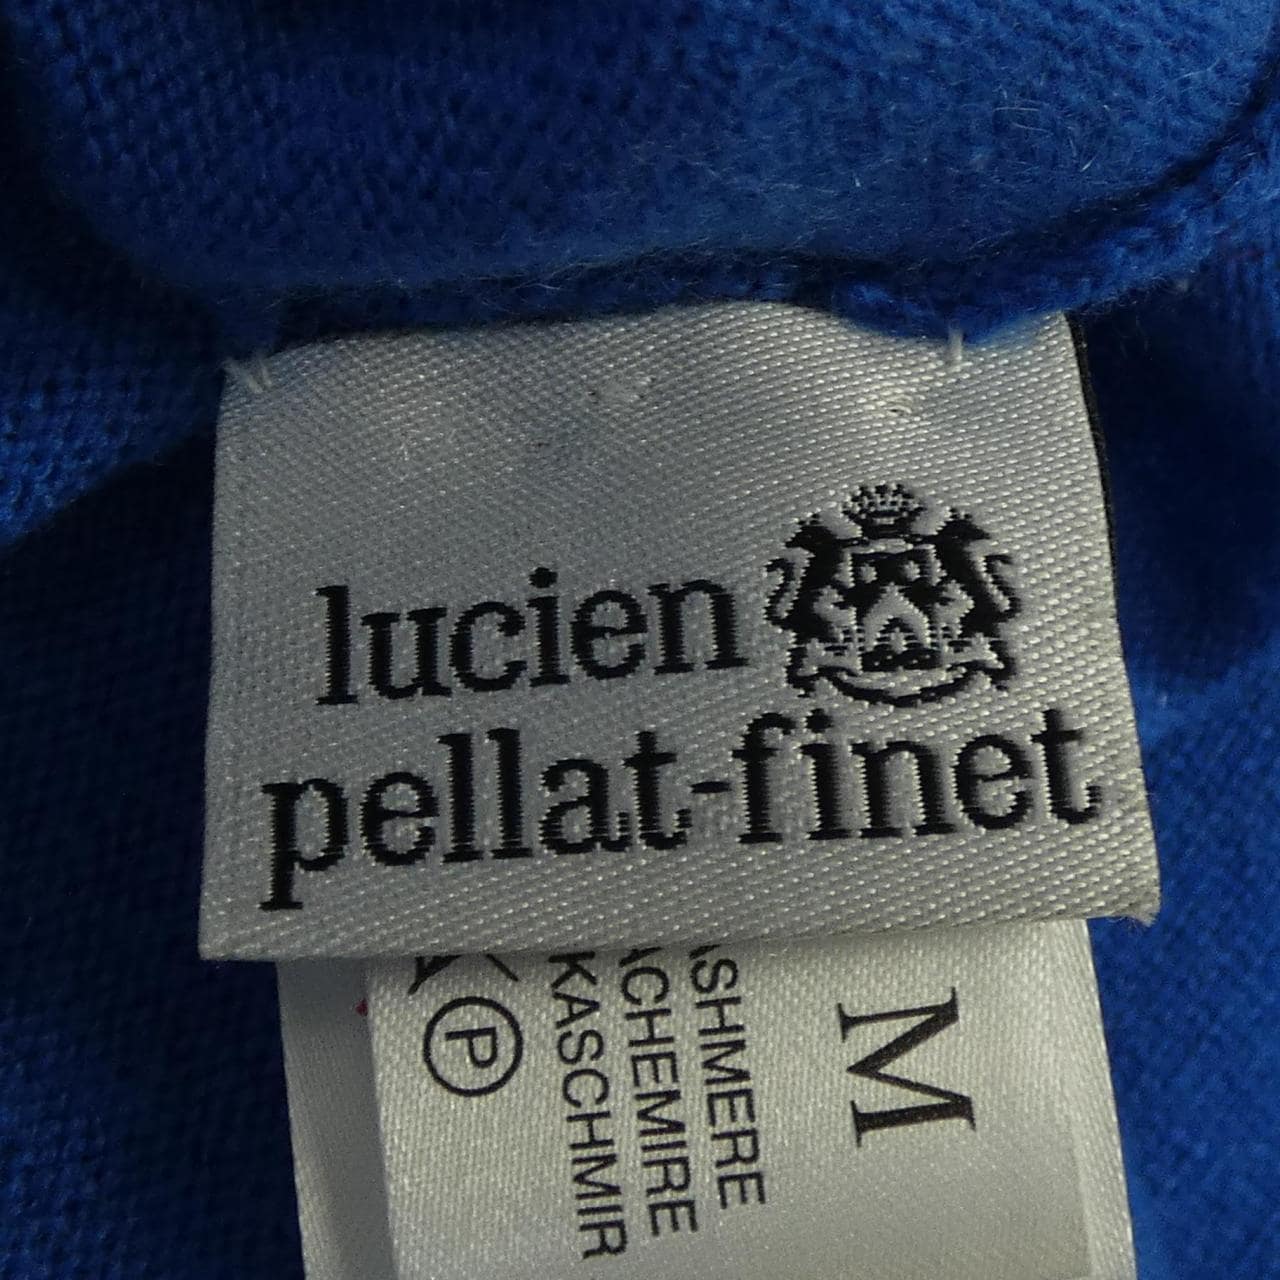 lucien
pellat-finet
M
ASHMERE
ACHEMIRE
KASCHMIR
P